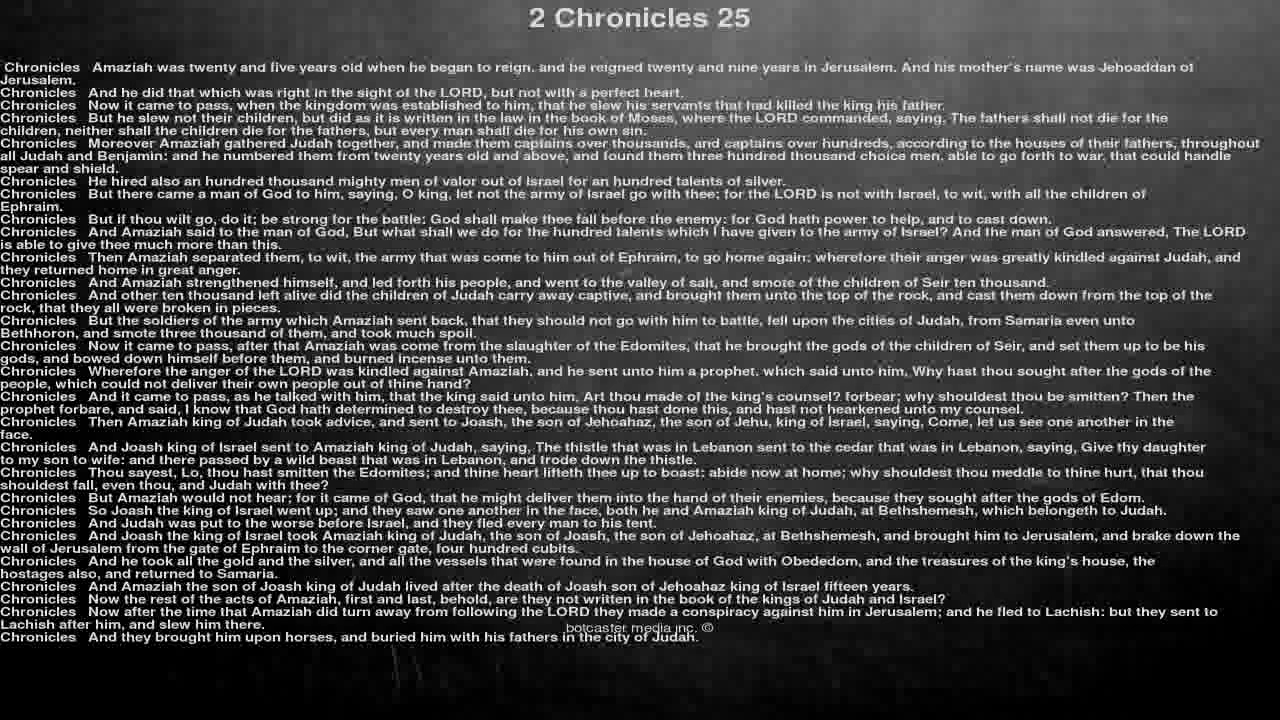 2 Chronicles 25
Chronicles Amaziah was twenty and five years old when he began to reign, and he reigned twenty and nine years in Jerusalem. And his mother's name was Jehoaddan of
Jerusalem.
Chronicles And he did that which was right in the sight of the LORD, but not with a perfect heart.
Chronicles Now it came to pass, when the kingdom was established to him, that he slew his servants that had killed the king his father.
Chronicles But he slew not their children, but did as it is written in the law in the book of Moses, where the LORD commanded, saying, The fathers shall not die for the
children, neither shall the children die for the fathers, but every man shall die for his own sin.
Chronicles Moreover Amaziah gathered Judah together, and made them captains over thousands, and captains over hundreds, according to the houses of their fathers, throughout
all Judah and Benjamin: and he numbered them from twenty years old and above, and found them three hundred thousand choice men, able to go forth to war, that could handle
spear and shield.
Chronicles He hired also an hundred thousand mighty men of valor out of Israel for an hundred talents of silver.
Chronicles But there came a man of God to him, saying, O king, let not the army of Israel go with thee; for the LORD is not with Israel, to wit, with all the children of
Ephraim.
Chronicles But if thou wilt go, do it; be strong for the battle: God shall make thee fall before the enemy: for God hath power to help, and to cast down.
Chronicles And Amaziah said to the man of God, But what shall we do for the hundred talents which I have given to the army of Israel? And the man of God answered, The LORD
is able to give thee much more than this.
Chronicles Then Amaziah separated them, to wit, the army that was come to him out of Ephraim, to go home again: wherefore their anger was greatly kindled against Judah, and
they returned home in great anger.
Chronicles And Amaziah strengthened himself, and led forth his people, and went to the valley of salt, and smote of the children of Seir ten thousand.
Chronicles And other ten thousand left alive did the children of Judah carry away captive, and brought them unto the top of the rock, and cast them down from the top of the
rock, that they all were broken in pieces.
Chronicles But the soldiers of the army which Amaziah sent back, that they should not go with him to battle, fell upon the cities of Judah, from Samaria even unto
Bethhoron, and smote three thousand of them, and took much spoil.
Chronicles Now it came to pass, after that Amaziah was come from the slaughter of the Edomites, that he brought the gods of the children of Seir, and set them up to be his
gods, and bowed down himself before them, and burned incense unto them.
Chronicles Wherefore the anger of the LORD was kindled against Amaziah, and he sent unto him a prophet, which said unto him, Why hast thou sought after the gods of the
people, which could not deliver their own people out of thine hand?
Chronicles And it came to pass, as he talked with him, that the king said unto him, Art thou made of the king's counsel? forbear; why shouldest thou be smitten? Then the
prophet forbare, and said, I know that God hath determined to destroy thee, because thou hast done this, and hast not hearkened unto my counsel.
Chronicles Then Amaziah king of Judah took advice, and sent to Joash, the son of Jehoahaz, the son of Jehu, king of Israel, saying, Come, let us see one another in the
face.
Chronicles And Joash king of Israel sent to Amaziah king of Judah, saying, The thistle that was in Lebanon sent to the cedar that was in Lebanon, saying, Give thy daughter
to my son to wife: and there passed by a wild beast that was in Lebanon, and trode down the thistle.
Chronicles Thou sayest, Lo, thou hast smitten the Edomites; and thine heart lifteth thee up to boast: abide now at home; why shouldest thou meddle to thine hurt, that thou
shouldest fall, even thou, and Judah with thee?
Chronicles But Amaziah would not hear; for it came of God, that he might deliver them into the hand of their enemies, because they sought after the gods of Edom.
Chronicles So Joash the king of Israel went up; and they saw one another in the face, both he and Amaziah king of Judah, at Bethshemesh, which belongeth to Judah.
Chronicles And Judah was put to the worse before Israel, and they fled every man to his tent.
Chronicles And Joash the king of Israel took Amaziah king of Judah, the son of Joash, the son of Jehoahaz, at Bethshemesh, and brought him to Jerusalem, and brake down the
wall of Jerusalem from the gate of Ephraim to the corner gate, four hundred cubits.
Chronicles And he took all the gold and the silver, and all the vessels that were found in the house of God with Obededom, and the treasures of the king's house, the
hostages also, and returned to Samaria.
Chronicles And Amaziah the son of Joash king of Judah lived after the death of Joash son of Jehoahaz king of Israel fifteen years.
Chronicles Now the rest of the acts of Amaziah, first and last, behold, are they not written in the book of the kings of Judah and Israel?
Chronicles Now after the time that Amaziah did turn away from following the LORD they made a conspiracy against him in Jerusalem; and he fled to Lachish: but they sent to
Lachish after him, and slew him there.
botcaster media inc. ©
Chronicles And they brought him upon horses, and buried him with his fathers in the city of Judah.